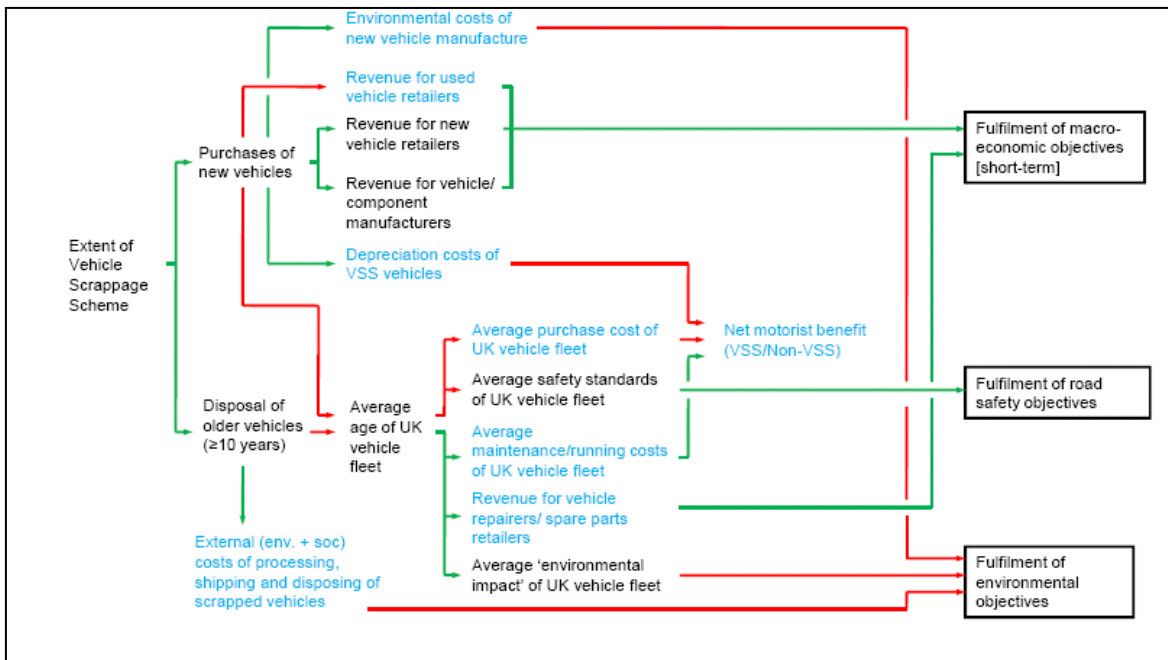 Environmental costs of
new vehicle manufacture
Revenue for used
vehicle retailers
Revenue for new
vehicle retailers
Revenue for vehicle/
component manufacturers
Purchases of
new vehicles
Fulfilment of macro-
economic objectives
[short-term]
Extent of
Vehicle
Scrappage
Scheme
Depreciation costs of
VSS vehicles
Average purchase cost of
UK vehicle fleet
Net motorist benefit
(VSS/Non-VSS)
Average safety standards
of UK vehicle fleet
Fulfilment of road
safety objectives
Disposal of
older vehicles
(≥10 years)
Average
age of UK
vehicle
fleet
Average
maintenance/running costs
of UK vehicle fleet
Revenue for vehicle
repairers/ spare parts
retailers
External (env. + soc)
costs of processing,
shipping and disposing of
scrapped vehicles
Average ‘environmental
impact’ of UK vehicle fleet
Fulfilment of
environmental
objectives